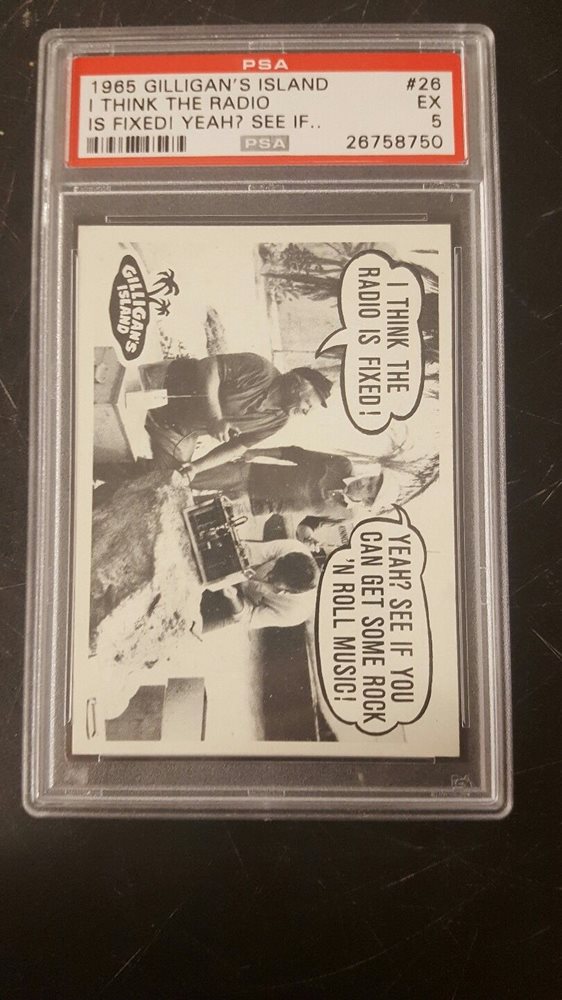 PSA
1965 GILLIGAN'S ISLAND #26
I THINK THE RADIO EX
IS FIXED! YEAH? SEE IF.. 5
PSA 26758750
I THINK THE
RADIO IS FIXED!
YEAH? SEE IF YOU
CAN GET SOME ROCK
'N ROLL MUSIC!
GILLIGAN'S
ISLAND